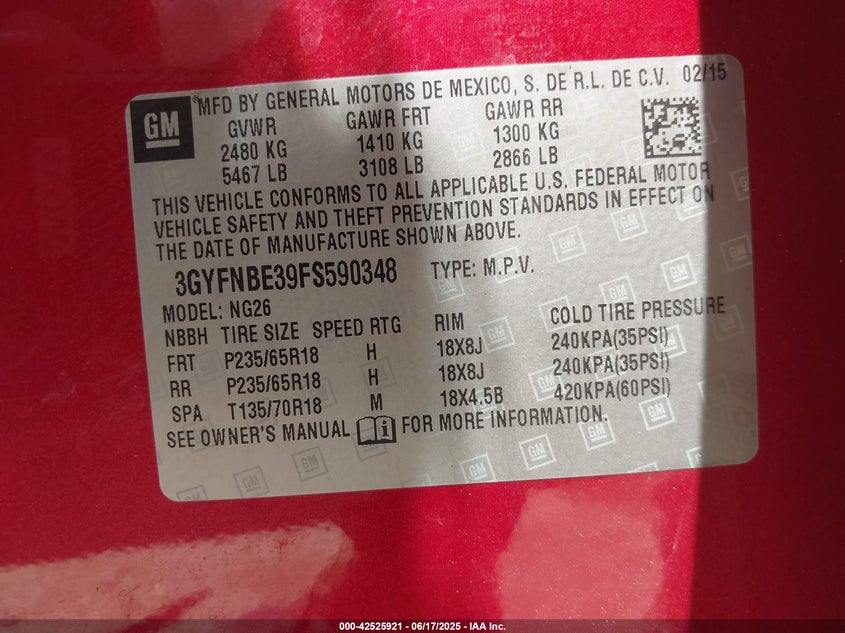 GM
®MFD BY GENERAL MOTORS DE MEXICO, S. DE R.L. DE C.V. 02/15
GVWR GAWR FRT GAWR RR
2480 KG 1410 KG 1300 KG
5467 LB 3108 LB 2866 LB
THIS VEHICLE CONFORMS TO ALL APPLICABLE U.S. FEDERAL MOTOR
VEHICLE SAFETY AND THEFT PREVENTION STANDARDS IN EFFECT ON
THE DATE OF MANUFACTURE SHOWN ABOVE.
3GYFNBE39FS590348 TYPE: M.P.V.
MODEL: NG26
NBBH TIRE SIZE SPEED RTG RIM COLD TIRE PRESSURE
FRT P235/65R18 H 18X8J 240KPA(35PSI)
RR P235/65R18 H 18X8J 240KPA(35PSI)
SPA T135/70R18 M 18X4.5B 420KPA(60PSI)
SEE OWNER'S MANUAL FOR MORE INFORMATION.
000-42525921 - 06/17/2025 - IAA Inc.